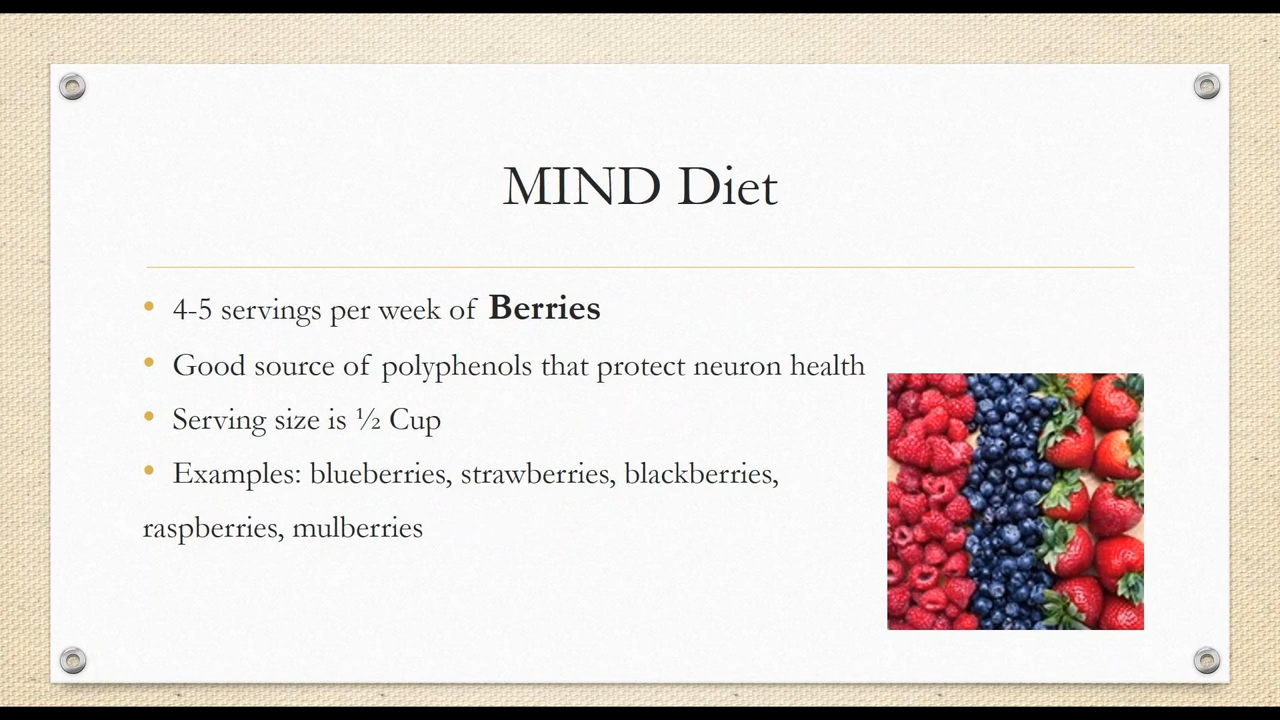 MIND Diet
• 4-5 servings per week of Berries
• Good source of polyphenols that protect neuron health
• Serving size is ½ Cup
• Examples: blueberries, strawberries, blackberries,
raspberries, mulberries